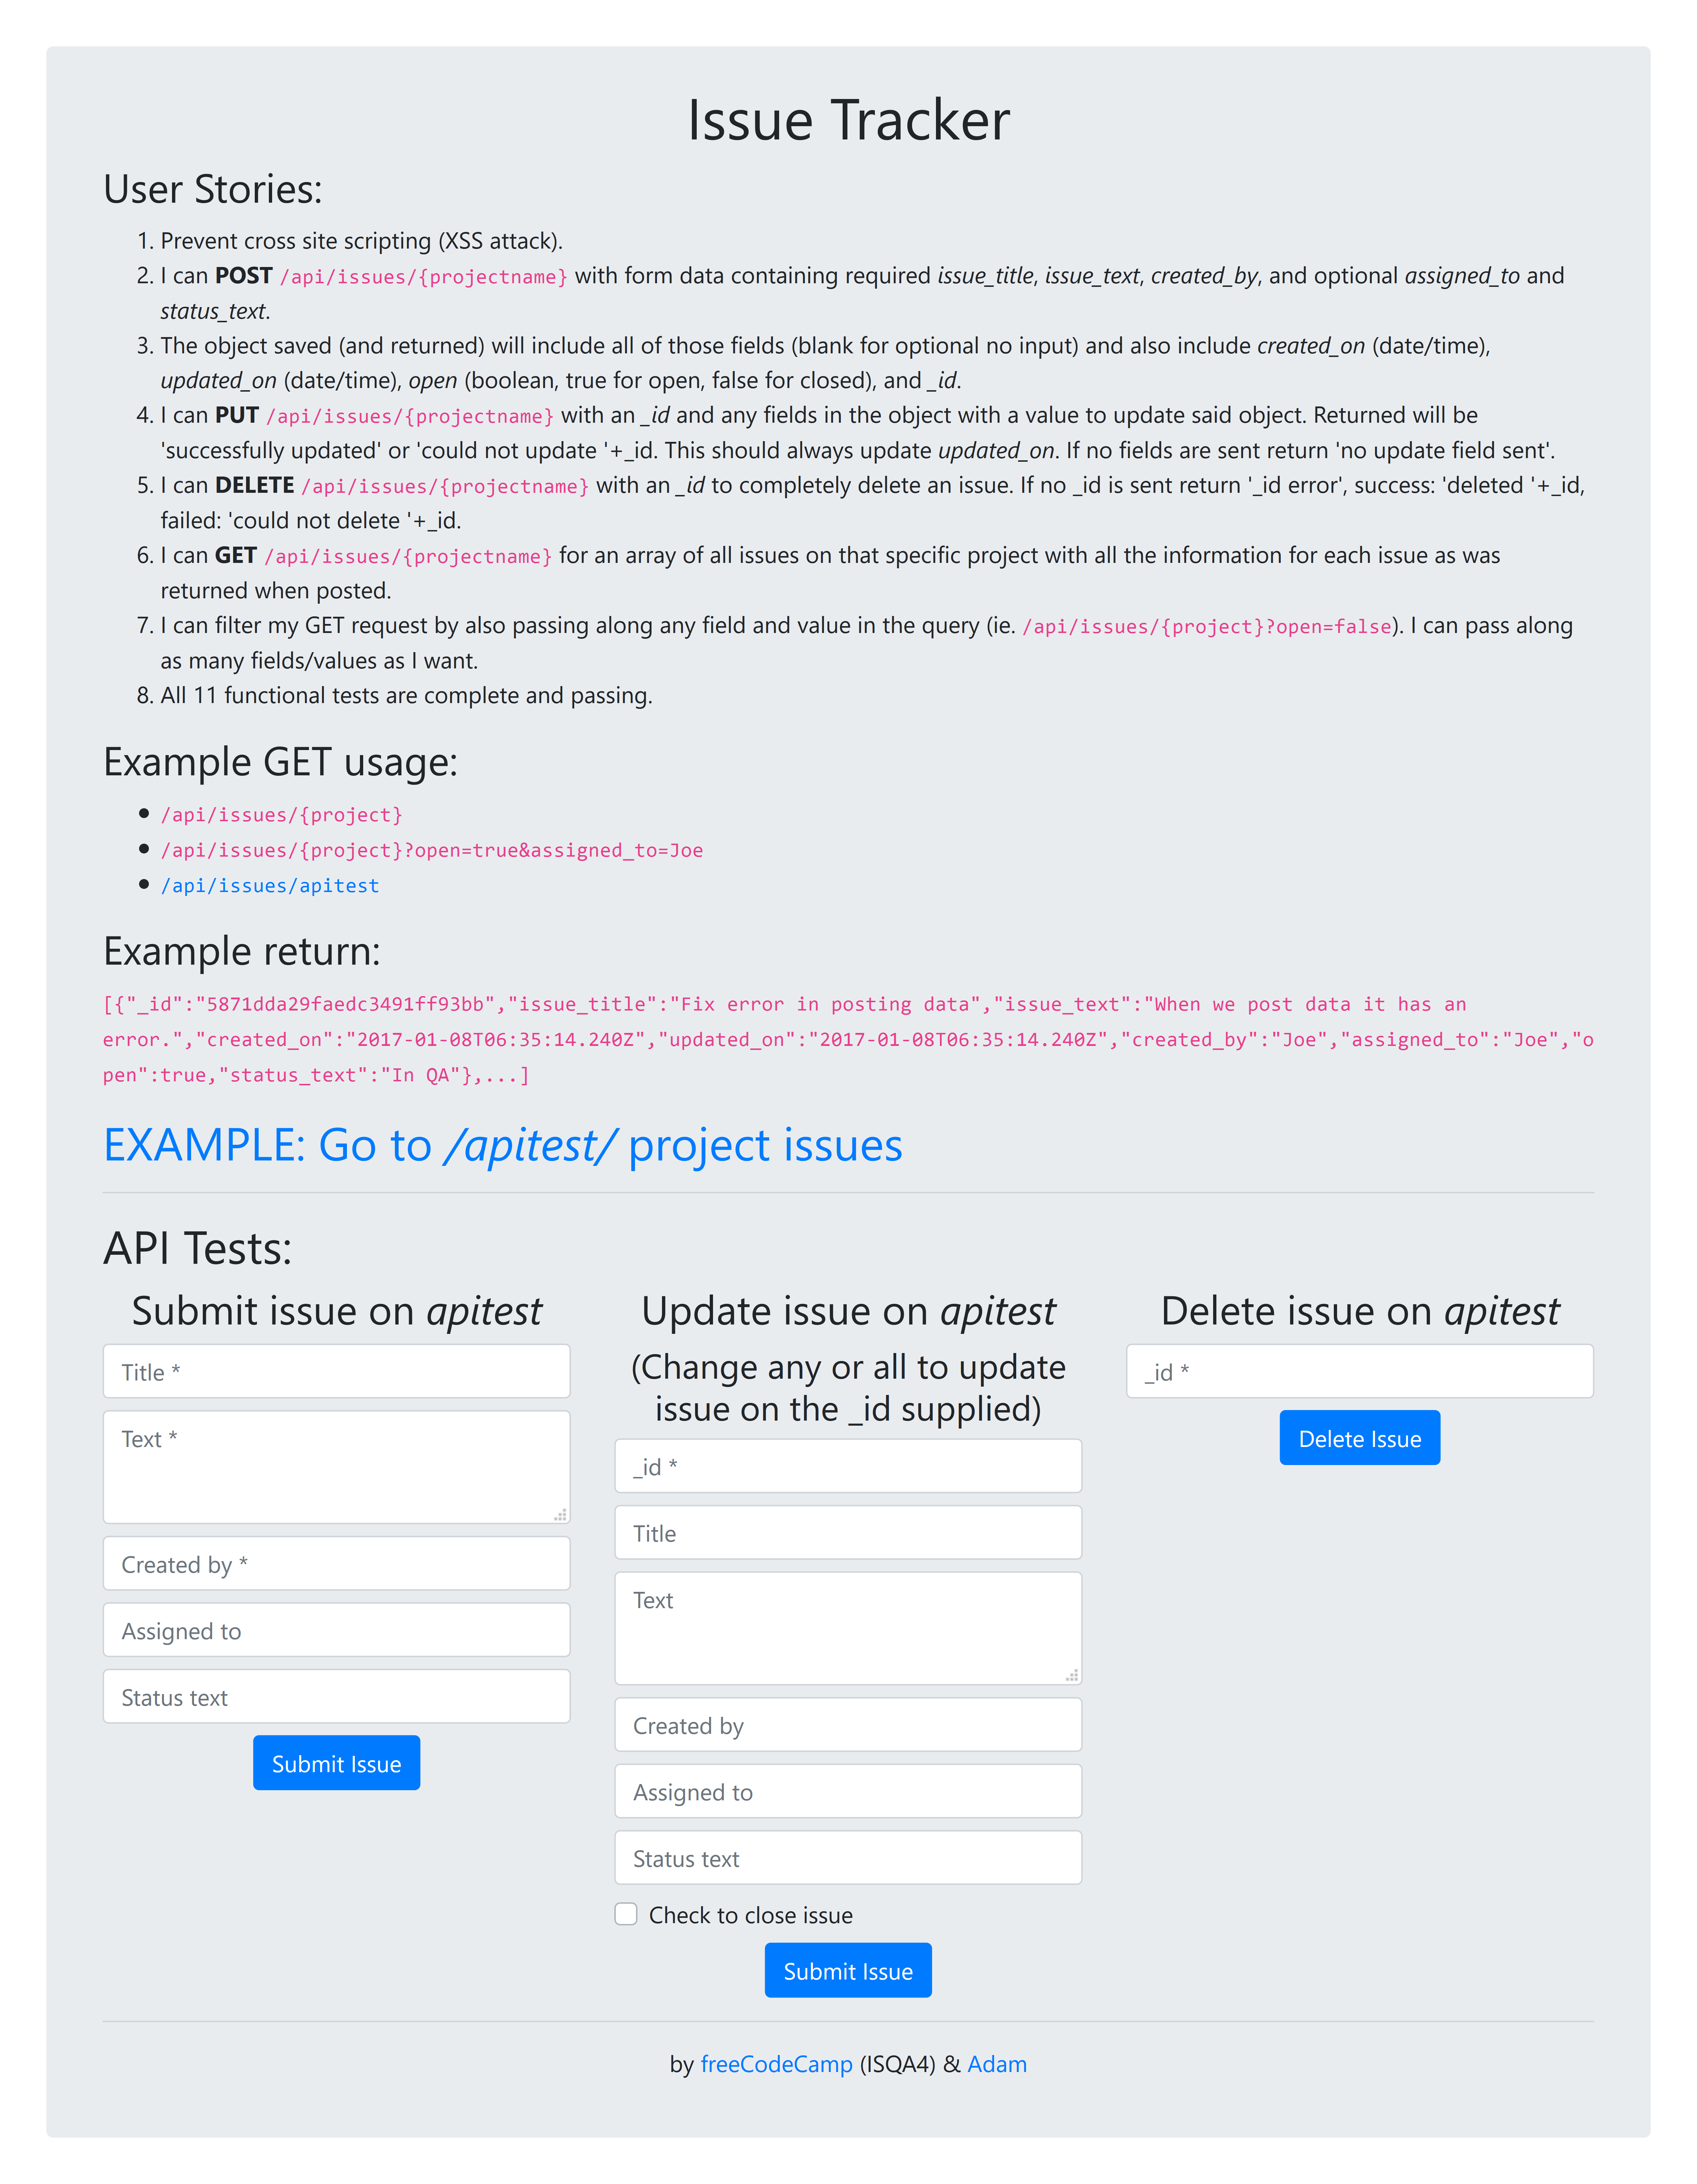 Issue Tracker
User Stories:
1. Prevent cross site scripting (XSS attack).
2. I can POST /api/issues/{projectname} with form data containing required issue_title, issue_text, created_by, and optional assigned_to and
status_text.
3. The object saved (and returned) will include all of those fields (blank for optional no input) and also include created_on (date/time),
updated_on (date/time), open (boolean, true for open, false for closed), and _id.
4. I can PUT /api/issues/{projectname} with an _id and any fields in the object with a value to update said object. Returned will be
'successfully updated' or 'could not update '+_id. This should always update updated_on. If no fields are sent return 'no update field sent'.
5. I can DELETE /api/issues/{projectname} with an _id to completely delete an issue. If no _id is sent return '_id error', success: 'deleted '+_id,
failed: 'could not delete '+_id.
6. I can GET /api/issues/{projectname} for an array of all issues on that specific project with all the information for each issue as was
returned when posted.
7. I can filter my GET request by also passing along any field and value in the query (ie. /api/issues/{project}?open=false). I can pass along
as many fields/values as I want.
8. All 11 functional tests are complete and passing.
Example GET usage:
• /api/issues/{project}
• /api/issues/{project}?open=true&assigned_to=Joe
• /api/issues/apitest
Example return:
[{"_id":"5871dda29faedc3491ff93bb","issue_title":"Fix error in posting data","issue_text":"When we post data it has an
error.","created_on":"2017-01-08T06:35:14.240Z","updated_on":"2017-01-08T06:35:14.240Z","created_by":"Joe","assigned_to":"Joe","o
pen":true,"status_text":"In QA"},...]
EXAMPLE: Go to /apitest/ project issues
API Tests:
Submit issue on apitest
Title *
Text *
Created by *
Assigned to
Status text
Submit Issue
Update issue on apitest
(Change any or all to update
issue on the _id supplied)
_id *
Title
Text
Created by
Assigned to
Status text
Check to close issue
Submit Issue
Delete issue on apitest
_id *
Delete Issue
by freeCodeCamp (ISQA4) & Adam